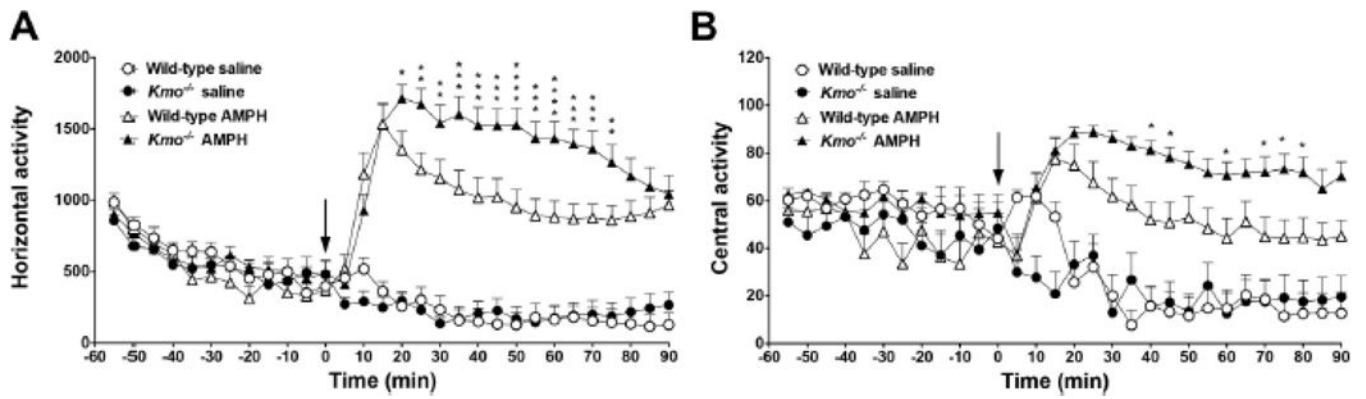 A
Horizontal activity
2000
1500
1000
500
0
Wild-type saline
Kmo-/- saline
Wild-type AMPH
Kmo-/- AMPH
* ** ** *** *** *** **** *** **** *** *** **
-60 -50 -40 -30 -20 -10 0 10 20 30 40 50 60 70 80 90
Time (min)
B
Central activity
120
100
80
60
40
20
0
Wild-type saline
Kmo-/- saline
Wild-type AMPH
Kmo-/- AMPH
* * * * * *
-60 -50 -40 -30 -20 -10 0 10 20 30 40 50 60 70 80 90
Time (min)